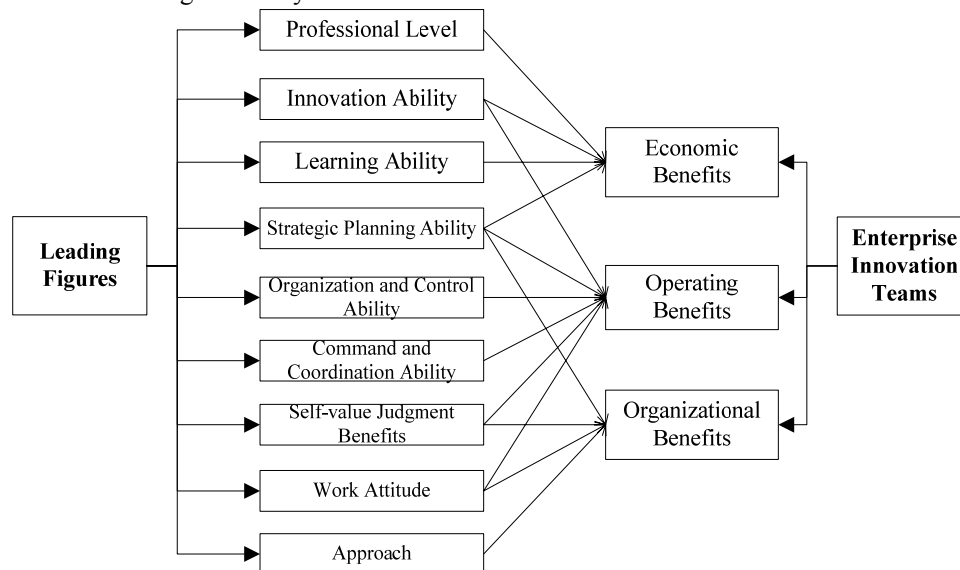 Professional Level
Innovation Ability
Learning Ability
Strategic Planning Ability
Organization and Control
Ability
Command and
Coordination Ability
Self-value Judgment
Benefits
Work Attitude
Approach
Leading
Figures
Economic
Benefits
Operating
Benefits
Organizational
Benefits
Enterprise
Innovation
Teams